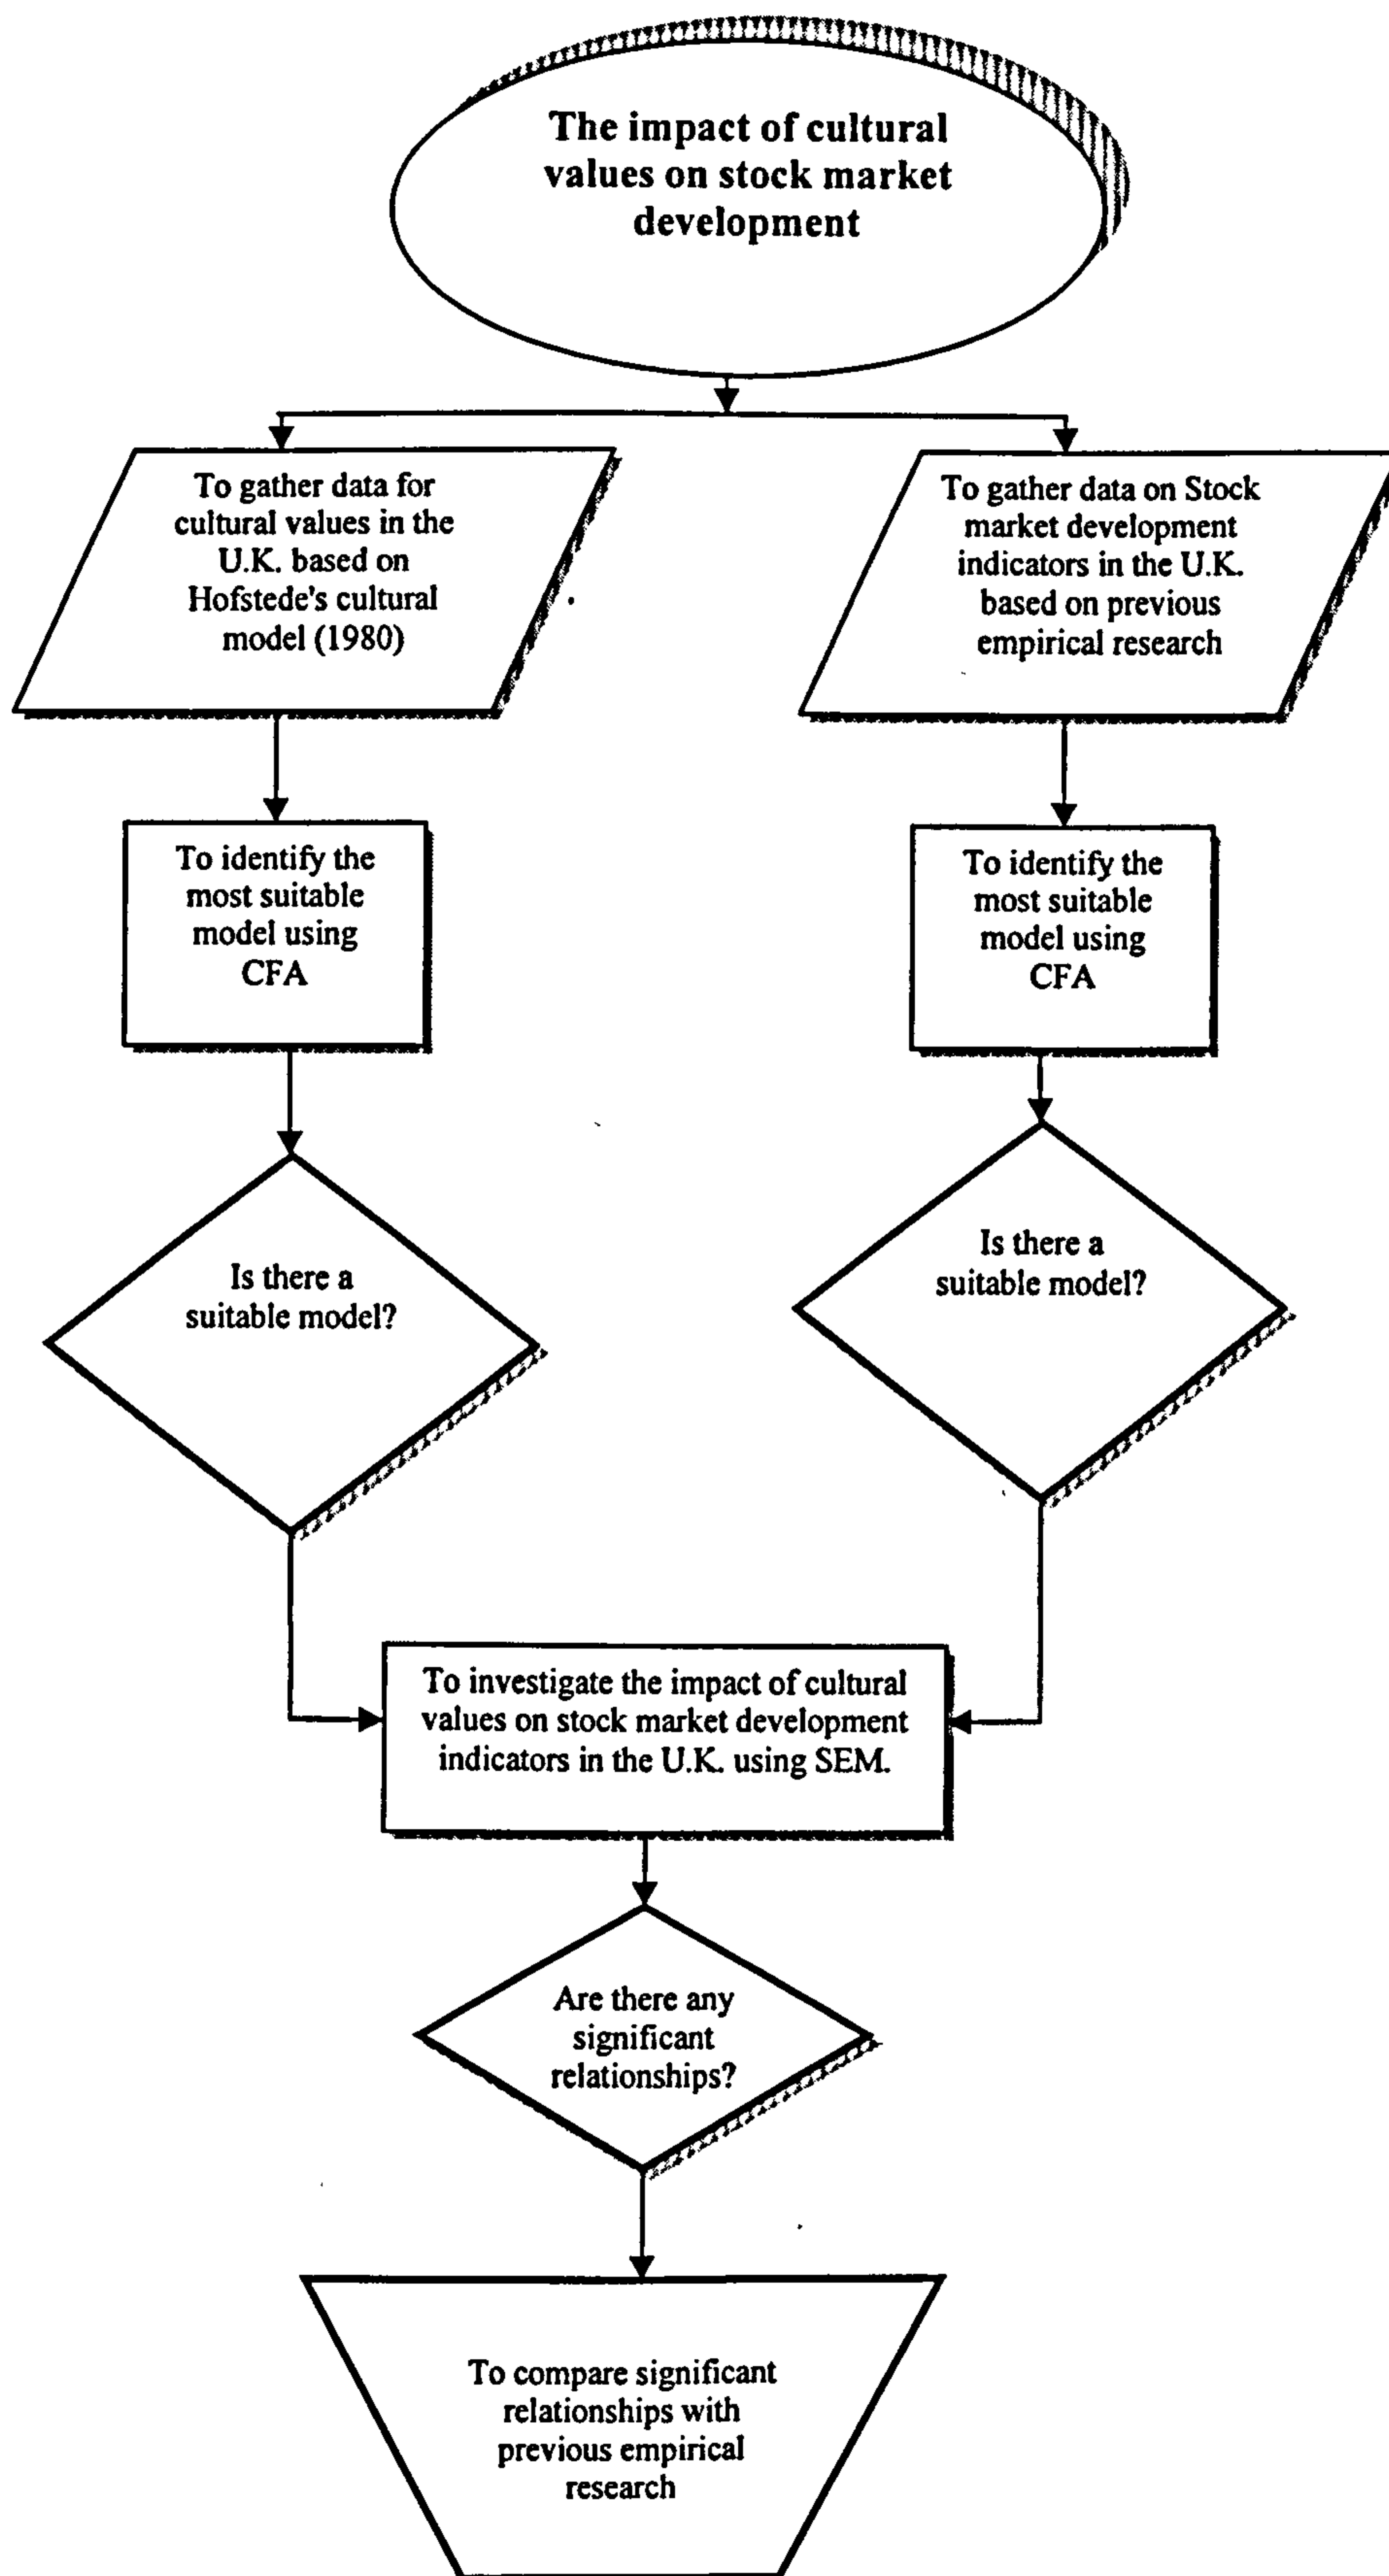 The impact of cultural
values on stock market
development
To gather data for
cultural values in the
U.K. based on
Hofstede's cultural
model (1980)
To gather data on Stock
market development
indicators in the U.K.
based on previous
empirical research
To identify the
most suitable
model using
CFA
To identify the
most suitable
model using
CFA
Is there a
suitable model?
Is there a
suitable model?
To investigate the impact of cultural
values on stock market development
indicators in the U.K. using SEM.
Are there any
significant
relationships?
To compare significant
relationships with
previous empirical
research